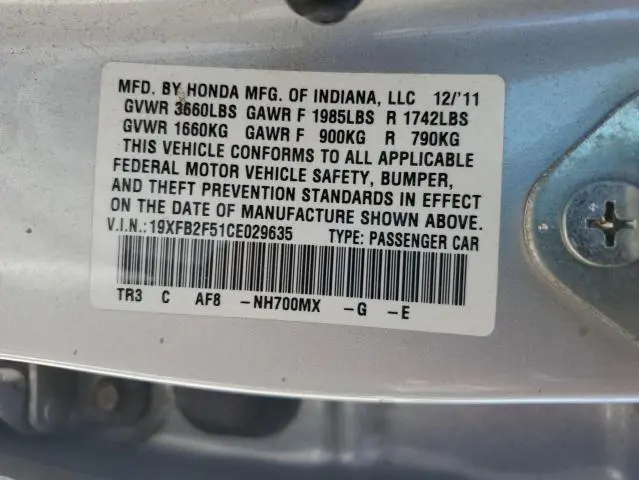 MFD. BY HONDA MFG. OF INDIANA, LLC 12/'11
GVWR 3660LBS GAWR F 1985LBS R 1742LBS
GVWR 1660KG GAWR F 900KG R 790KG
THIS VEHICLE CONFORMS TO ALL APPLICABLE
FEDERAL MOTOR VEHICLE SAFETY, BUMPER,
AND THEFT PREVENTION STANDARDS IN EFFECT
ON THE DATE OF MANUFACTURE SHOWN ABOVE.
V.I.N.:19XFB2F51CE029635 TYPE: PASSENGER CAR
TR3 C AF8 -NH700MX -G -E